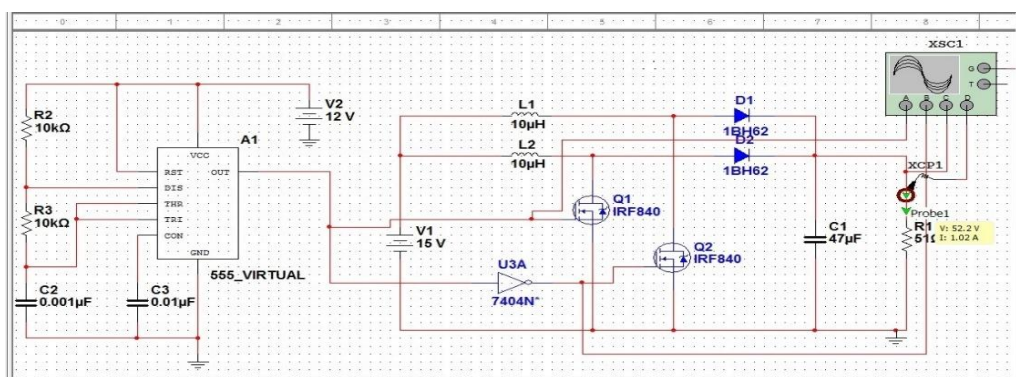 0 1 2 3 4 5 6 7 8
XSC1
G
T
A B C D
R2
10kΩ
V2
12 V
A1
VCC
RST OUT
DIS
THR
TRI
CON
GND
555_VIRTUAL
R3
10kΩ
C2
0.001µF
C3
0.01µF
L1
10µH
L2
10µH
D1
1BH62
D2
1BH62
Q1
IRF840
Q2
IRF840
V1
15 V
U3A
7404N*
C1
47µF
XCP1
Probe1
R1
V: 52.2 V
I: 1.02 A